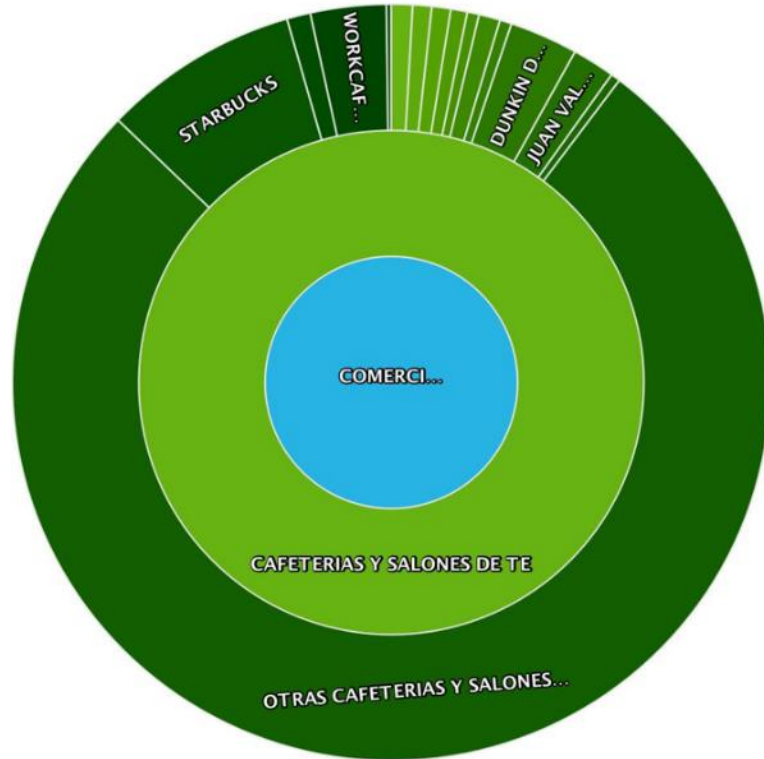 STARBUCKS
WORKCAF...
DUNKIN D...
JUAN VAL...
COMERCI...
CAFETERIAS Y SALONES DE TE
OTRAS CAFETERIAS Y SALONES...